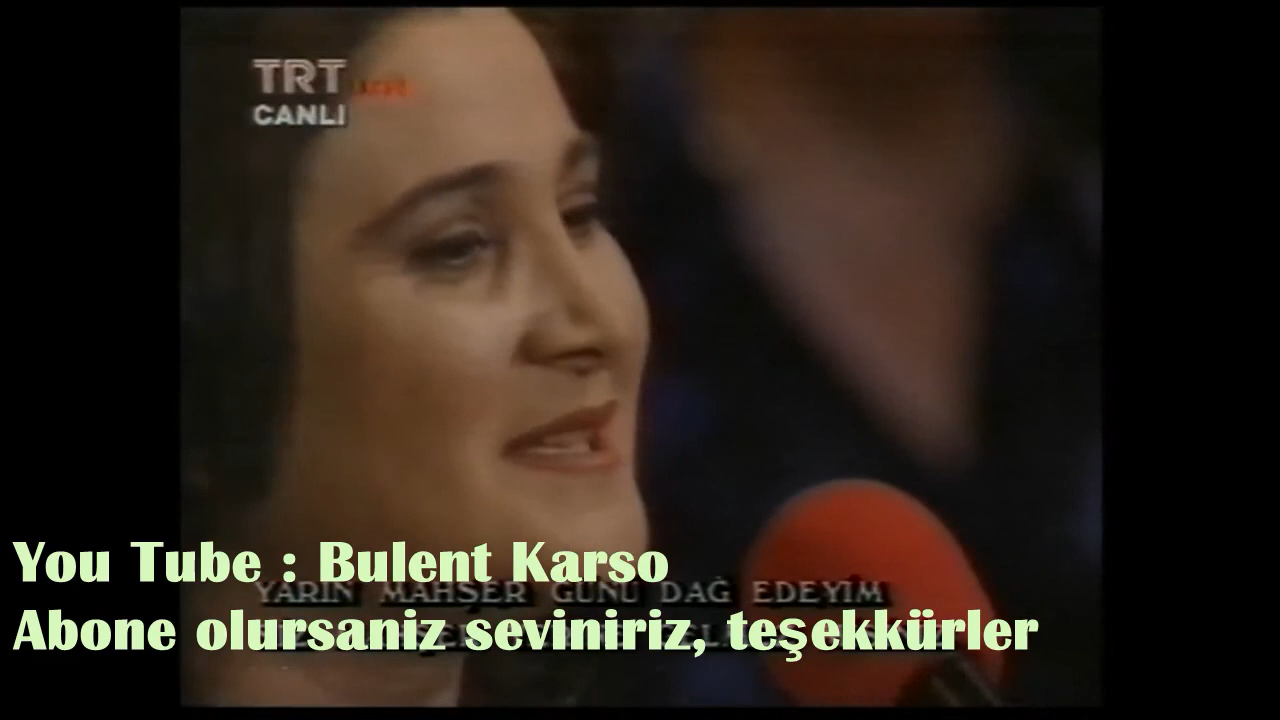 TRT
CANLI
You Tube : Bulent Karso
YARIN MAHŞER GÜNÜ DAĞ EDEYİM
Abone olursaniz seviniriz, teşekkürler